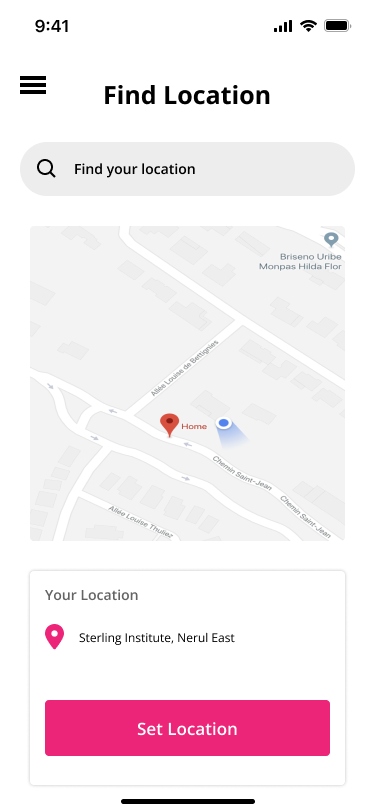 9:41
Find Location
Find your location
Briseno Uribe
Monpas Hilda Flor
Allée Louise de Bettignies
Home
Chemin Saint-Jean
Chemin Saint-Jean
Allée Louise Thuliez
Your Location
Sterling Institute, Nerul East
Set Location